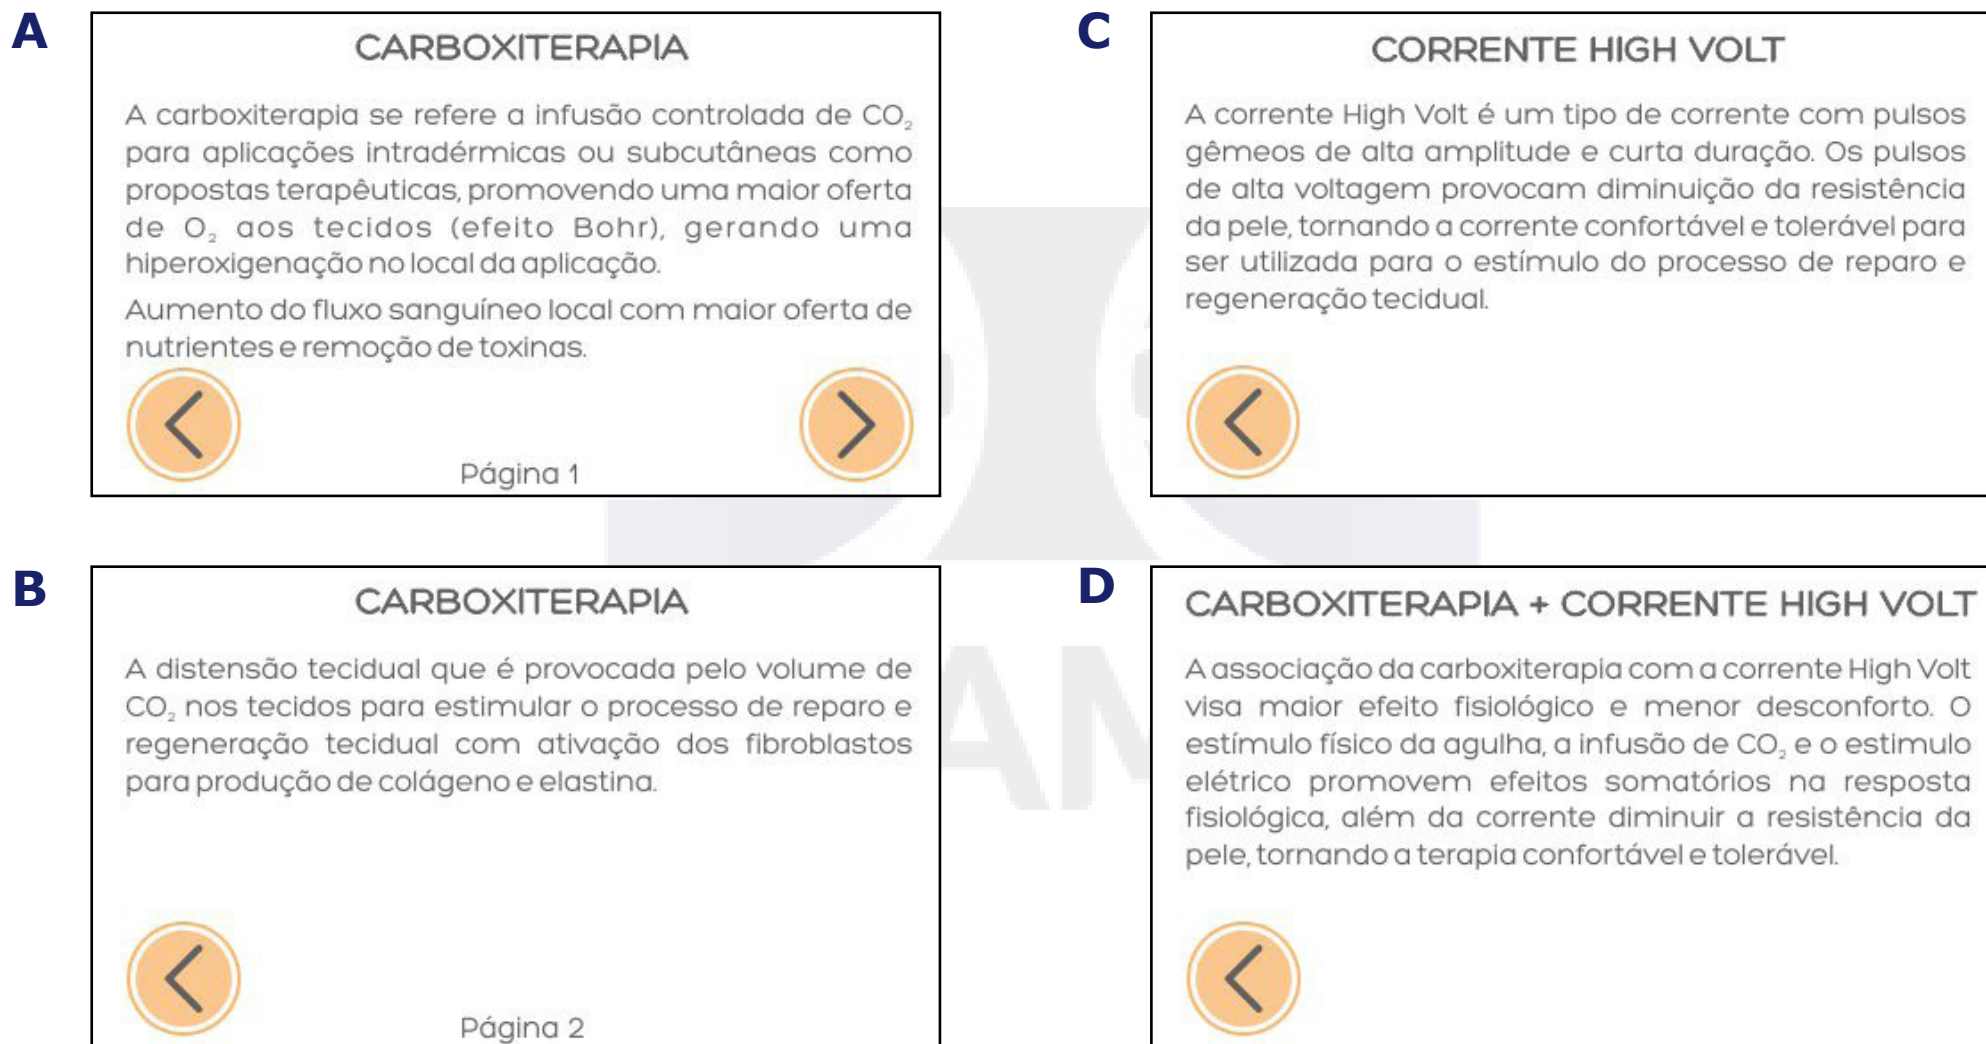 A
CARBOXITERAPIA
A carboxiterapia se refere a infusão controlada de CO₂
para aplicações intradérmicas ou subcutâneas como
propostas terapêuticas, promovendo uma maior oferta
de O₂ aos tecidos (efeito Bohr), gerando uma
hiperoxigenação no local da aplicação.
Aumento do fluxo sanguíneo local com maior oferta de
nutrientes e remoção de toxinas.
Página 1
B
CARBOXITERAPIA
A distensão tecidual que é provocada pelo volume de
CO₂ nos tecidos para estimular o processo de reparo e
regeneração tecidual com ativação dos fibroblastos
para produção de colágeno e elastina.
Página 2
C
CORRENTE HIGH VOLT
A corrente High Volt é um tipo de corrente com pulsos
gêmeos de alta amplitude e curta duração. Os pulsos
de alta voltagem provocam diminuição da resistência
da pele, tornando a corrente confortável e tolerável para
ser utilizada para o estímulo do processo de reparo e
regeneração tecidual.
D
CARBOXITERAPIA + CORRENTE HIGH VOLT
A associação da carboxiterapia com a corrente High Volt
visa maior efeito fisiológico e menor desconforto. O
estímulo físico da agulha, a infusão de CO₂ e o estimulo
elétrico promovem efeitos somatórios na resposta
fisiológica, além da corrente diminuir a resistência da
pele, tornando a terapia confortável e tolerável.